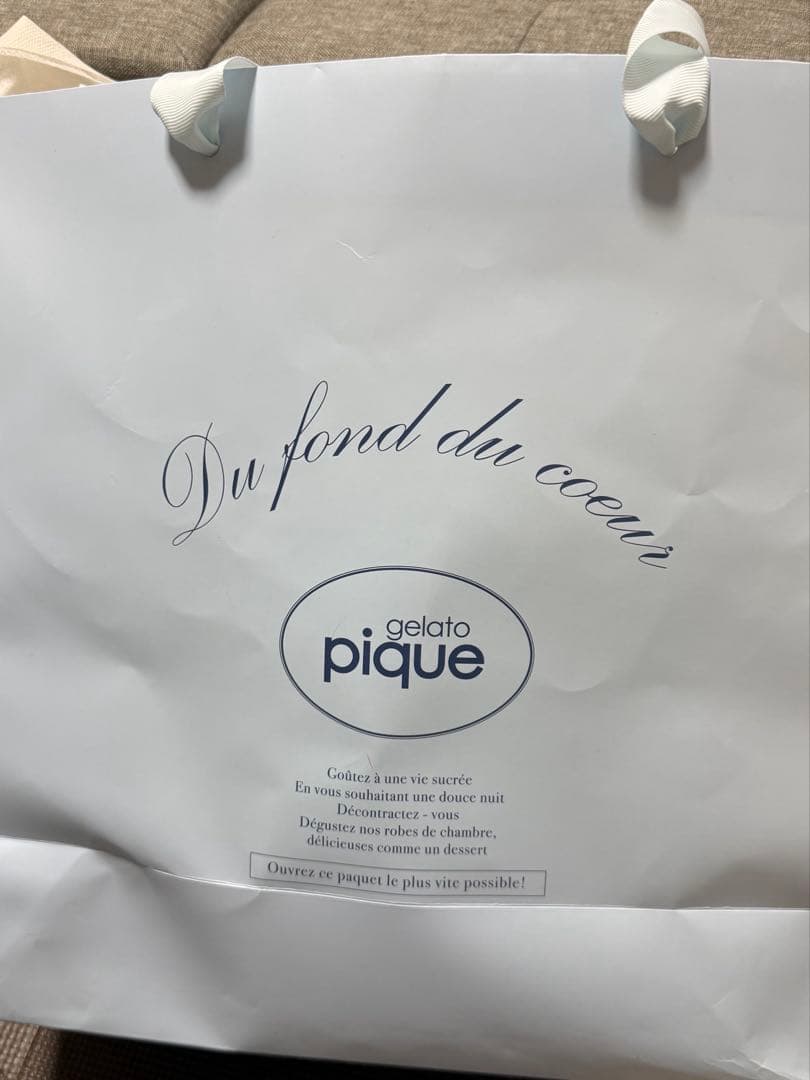 Du fond du coeur
gelato
pique
Goûtez à une vie sucrée
En vous souhaitant une douce nuit
Décontractez - vous
Dégustez nos robes de chambre,
délicieuses comme un dessert
Ouvrez ce paquet le plus vite possible!